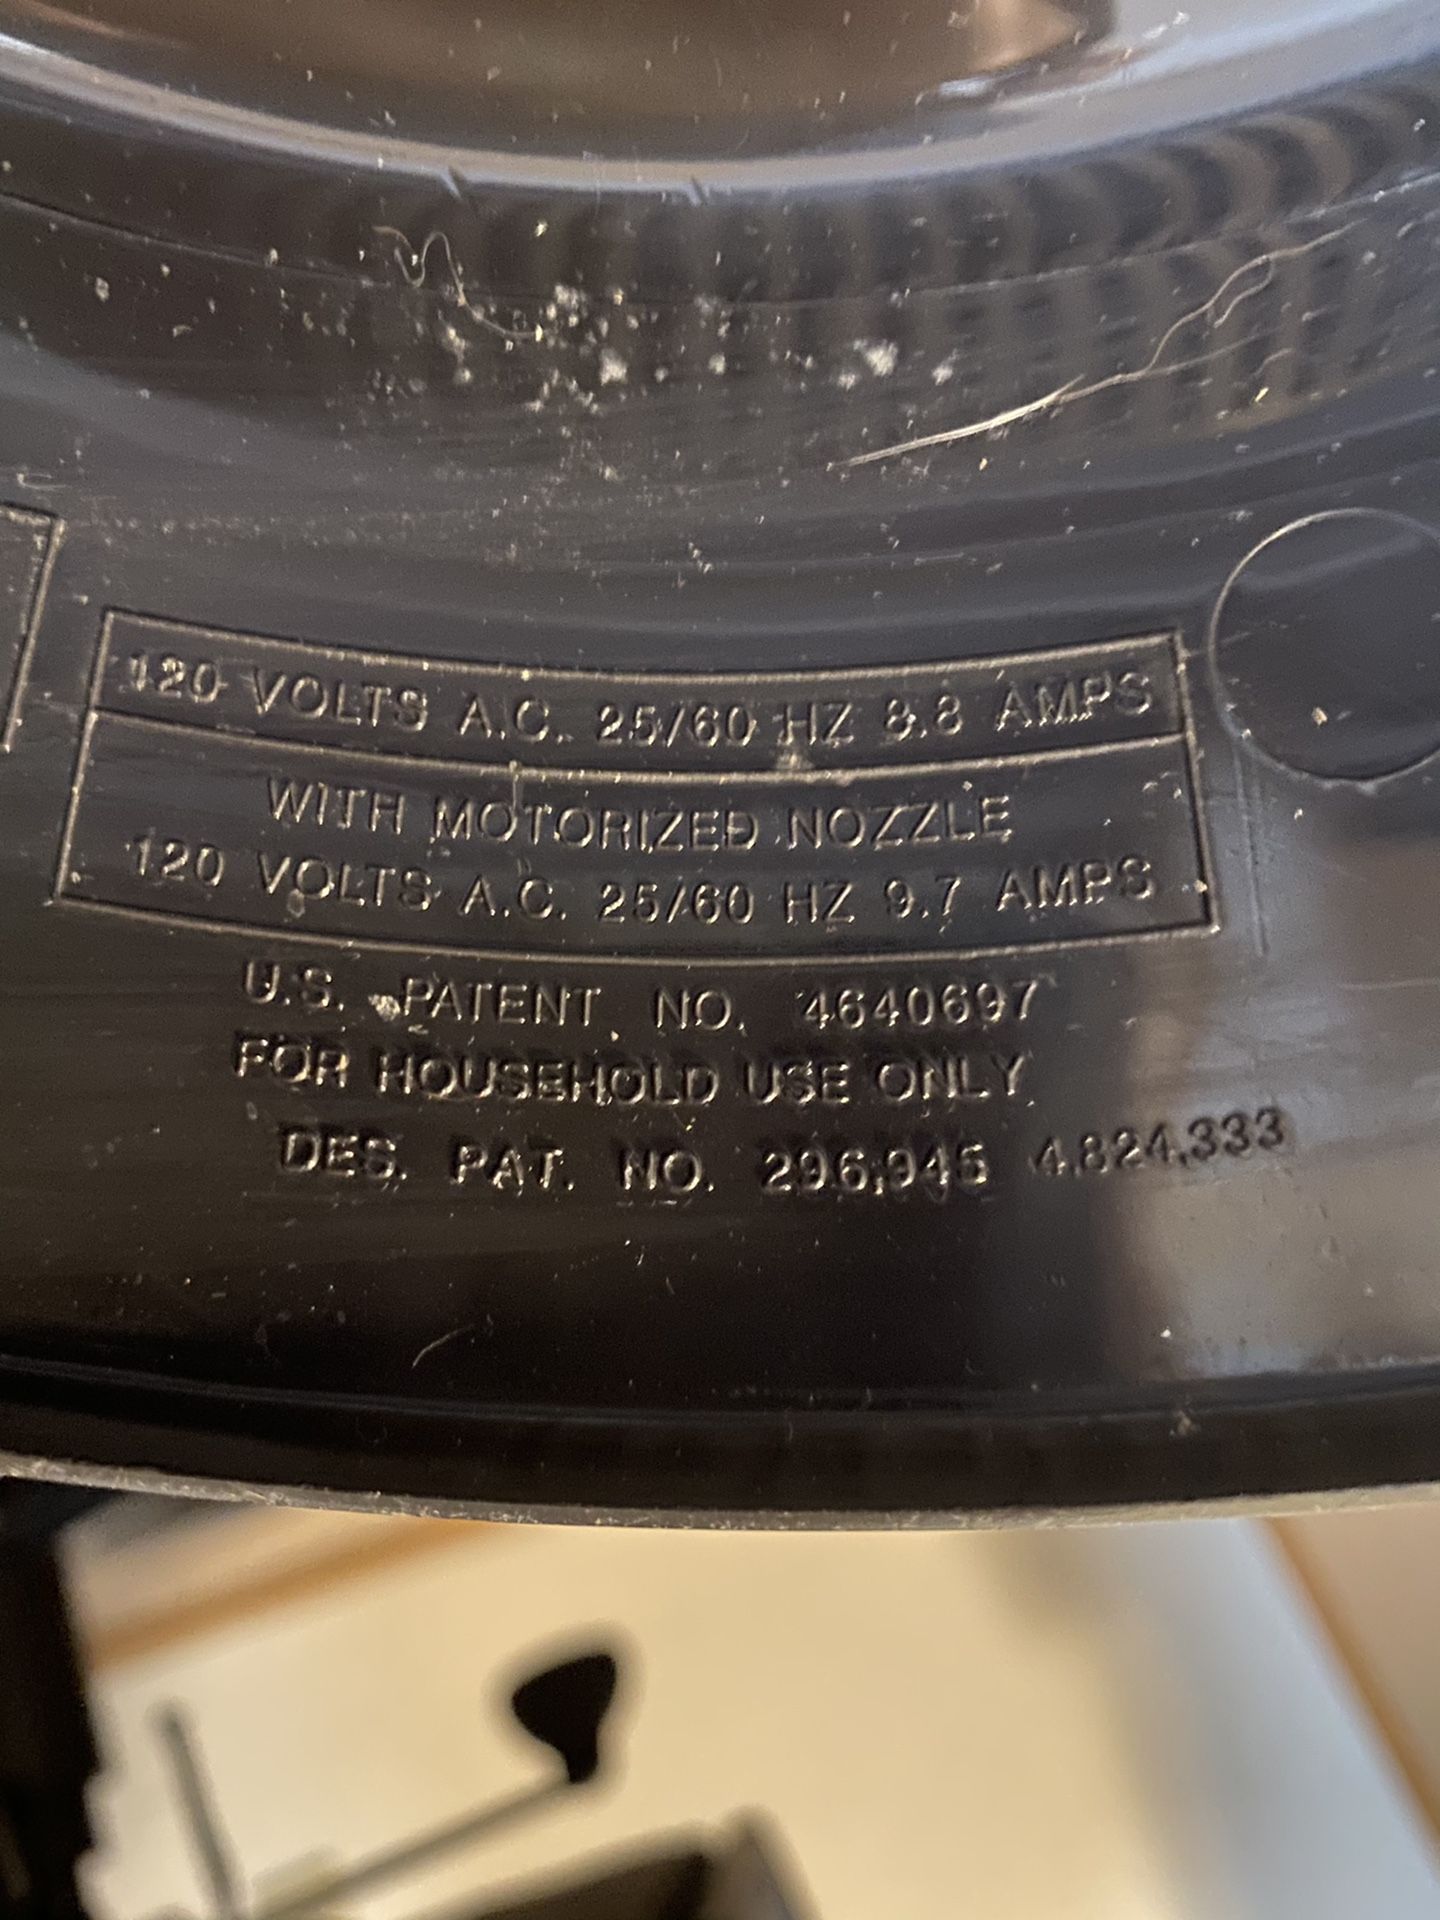 120 VOLTS A.C. 25/60 HZ 8.8 AMPS
WITH MOTORIZED NOZZLE
120 VOLTS A.C. 25/60 HZ 9.7 AMPS
U.S. PATENT NO. 4640697
FOR HOUSEHOLD USE ONLY
DES. PAT. NO. 296,945 4,824,333